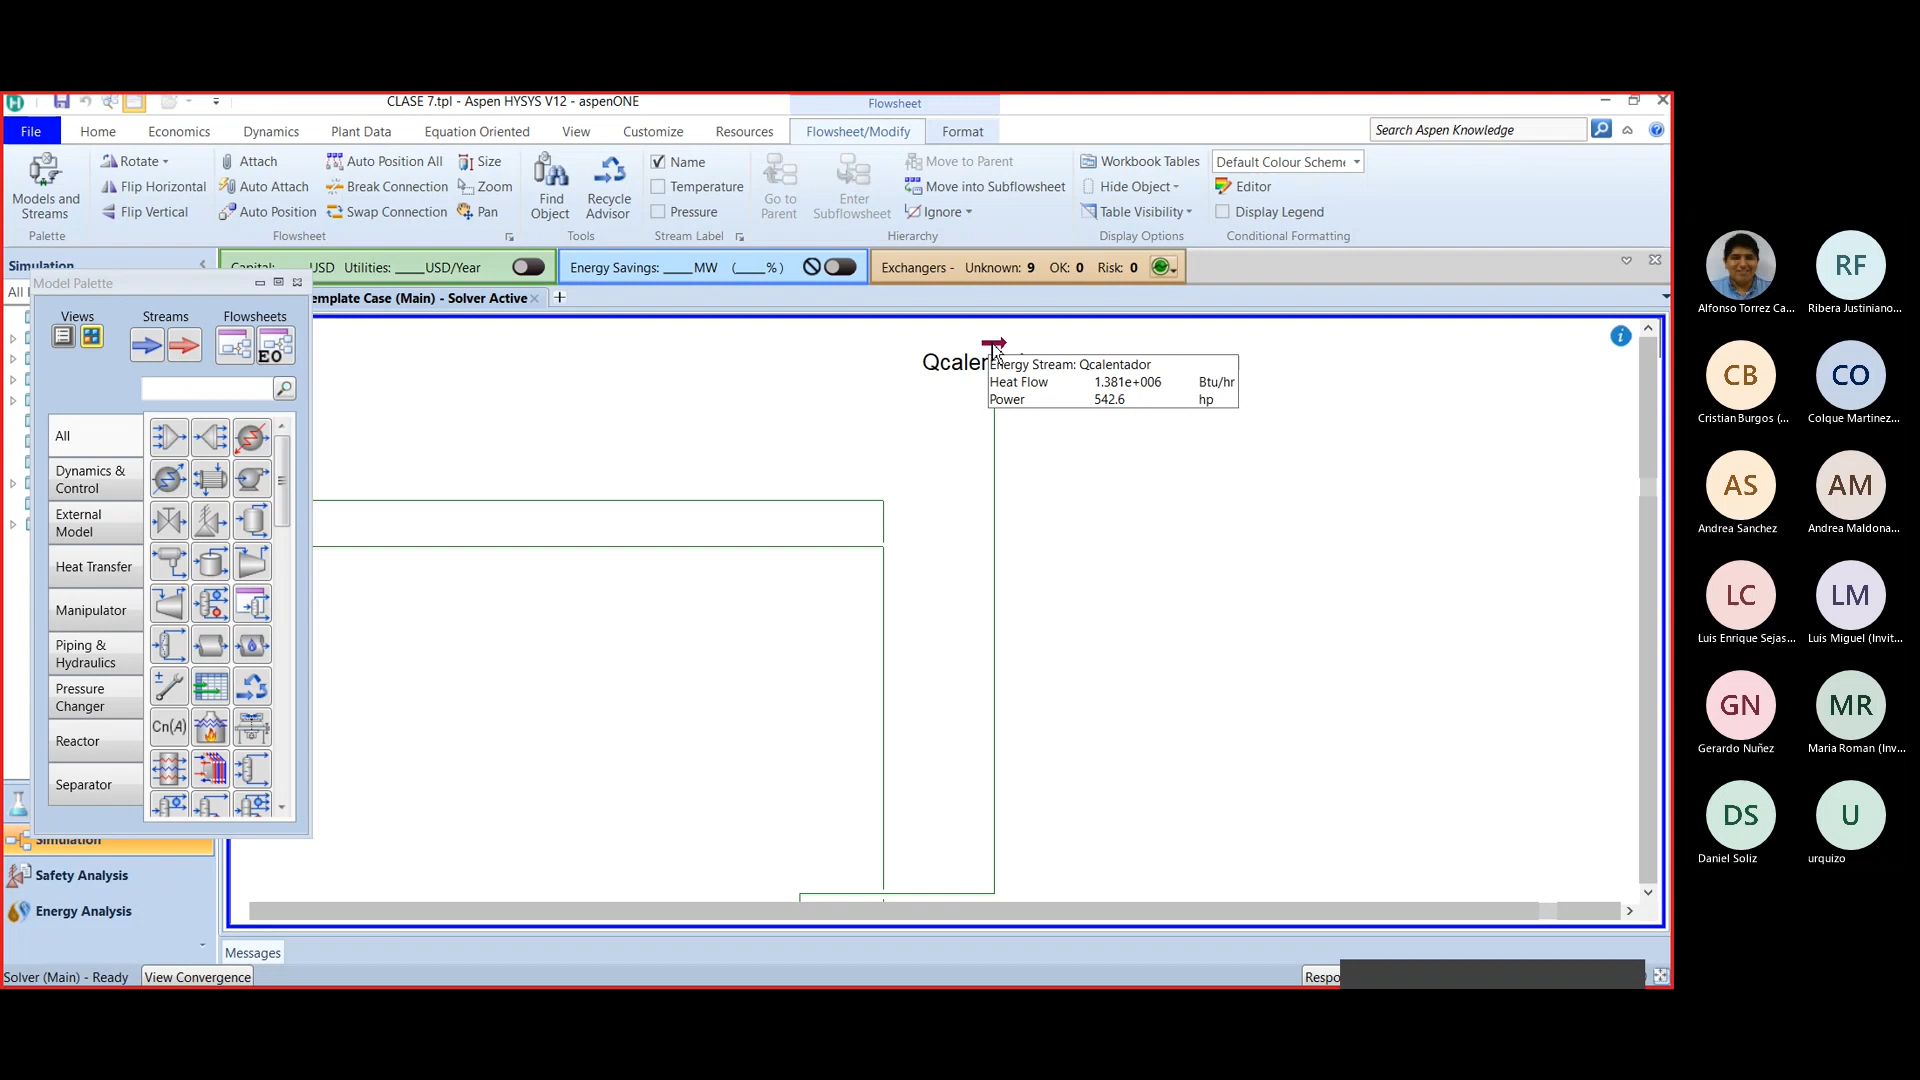 CLASE 7.tpl - Aspen HYSYS V12 - aspenONE
Flowsheet
File Home Economics Dynamics Plant Data Equation Oriented View Customize Resources Flowsheet/Modify Format
Search Aspen Knowledge
Models and Streams
Rotate
Flip Horizontal
Flip Vertical
Attach
Auto Attach
Auto Position
Auto Position All
Break Connection
Swap Connection
Size
Zoom
Pan
Find Object
Recycle Advisor
Name
Temperature
Pressure
Go to Parent
Enter Subflowsheet
Move to Parent
Move into Subflowsheet
Ignore
Workbook Tables
Hide Object
Table Visibility
Default Colour Scheme
Editor
Display Legend
Palette Flowsheet Tools Stream Label Hierarchy Display Options Conditional Formatting
Simulation
Capital: ____USD Utilities: ____USD/Year
Energy Savings: ____MW (____%)
Exchangers - Unknown: 9 OK: 0 Risk: 0
All
Model Palette
emplate Case (Main) - Solver Active
Views Streams Flowsheets
EO
All
Dynamics & Control
External Model
Heat Transfer
Manipulator
Piping & Hydraulics
Pressure Changer
Reactor
Separator
Cn(A)
Qcalen
Energy Stream: Qcalentador
Heat Flow 1.381e+006 Btu/hr
Power 542.6 hp
Simulation
Safety Analysis
Energy Analysis
Messages
Solver (Main) - Ready
View Convergence
Respo
Alfonso Torrez Ca...
RF
Ribera Justiniano...
CB
Cristian Burgos (...
CO
Colque Martinez...
AS
Andrea Sanchez
AM
Andrea Maldona...
LC
Luis Enrique Sejas...
LM
Luis Miguel (Invit...
GN
Gerardo Nuñez
MR
Maria Roman (Inv...
DS
Daniel Soliz
U
urquizo